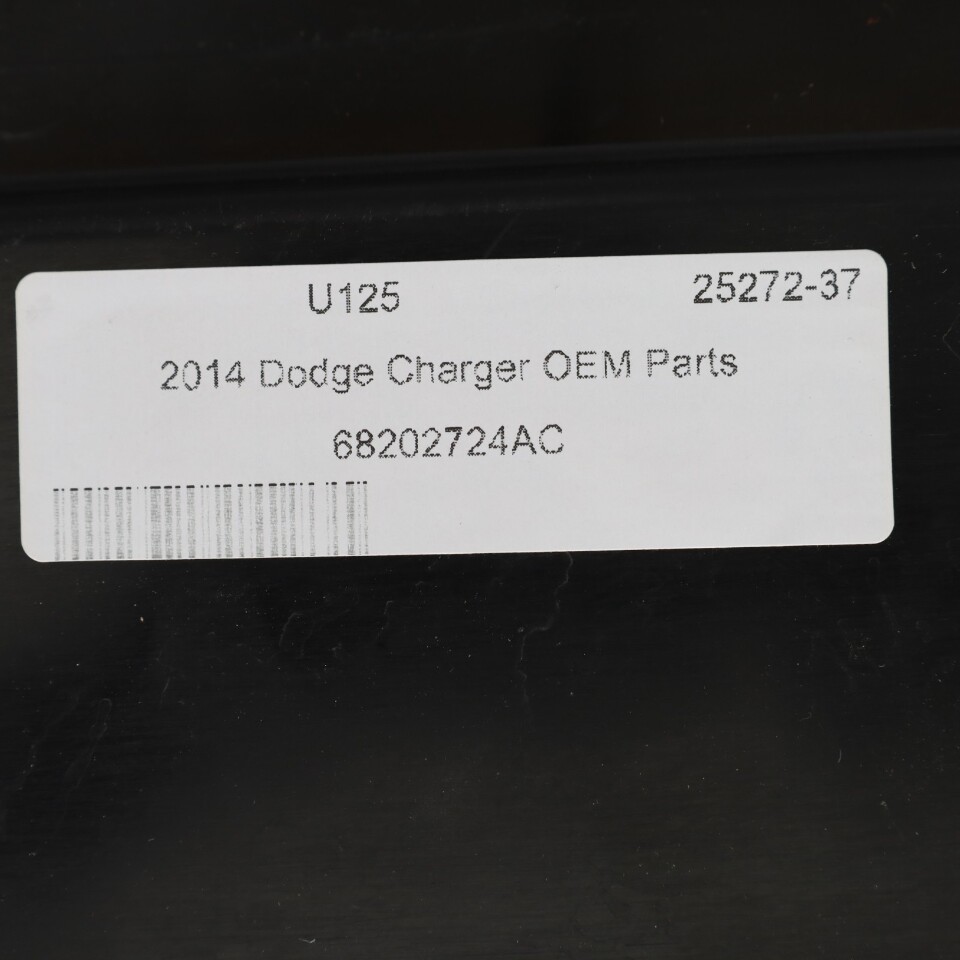 U125 25272-37
2014 Dodge Charger OEM Parts
68202724AC